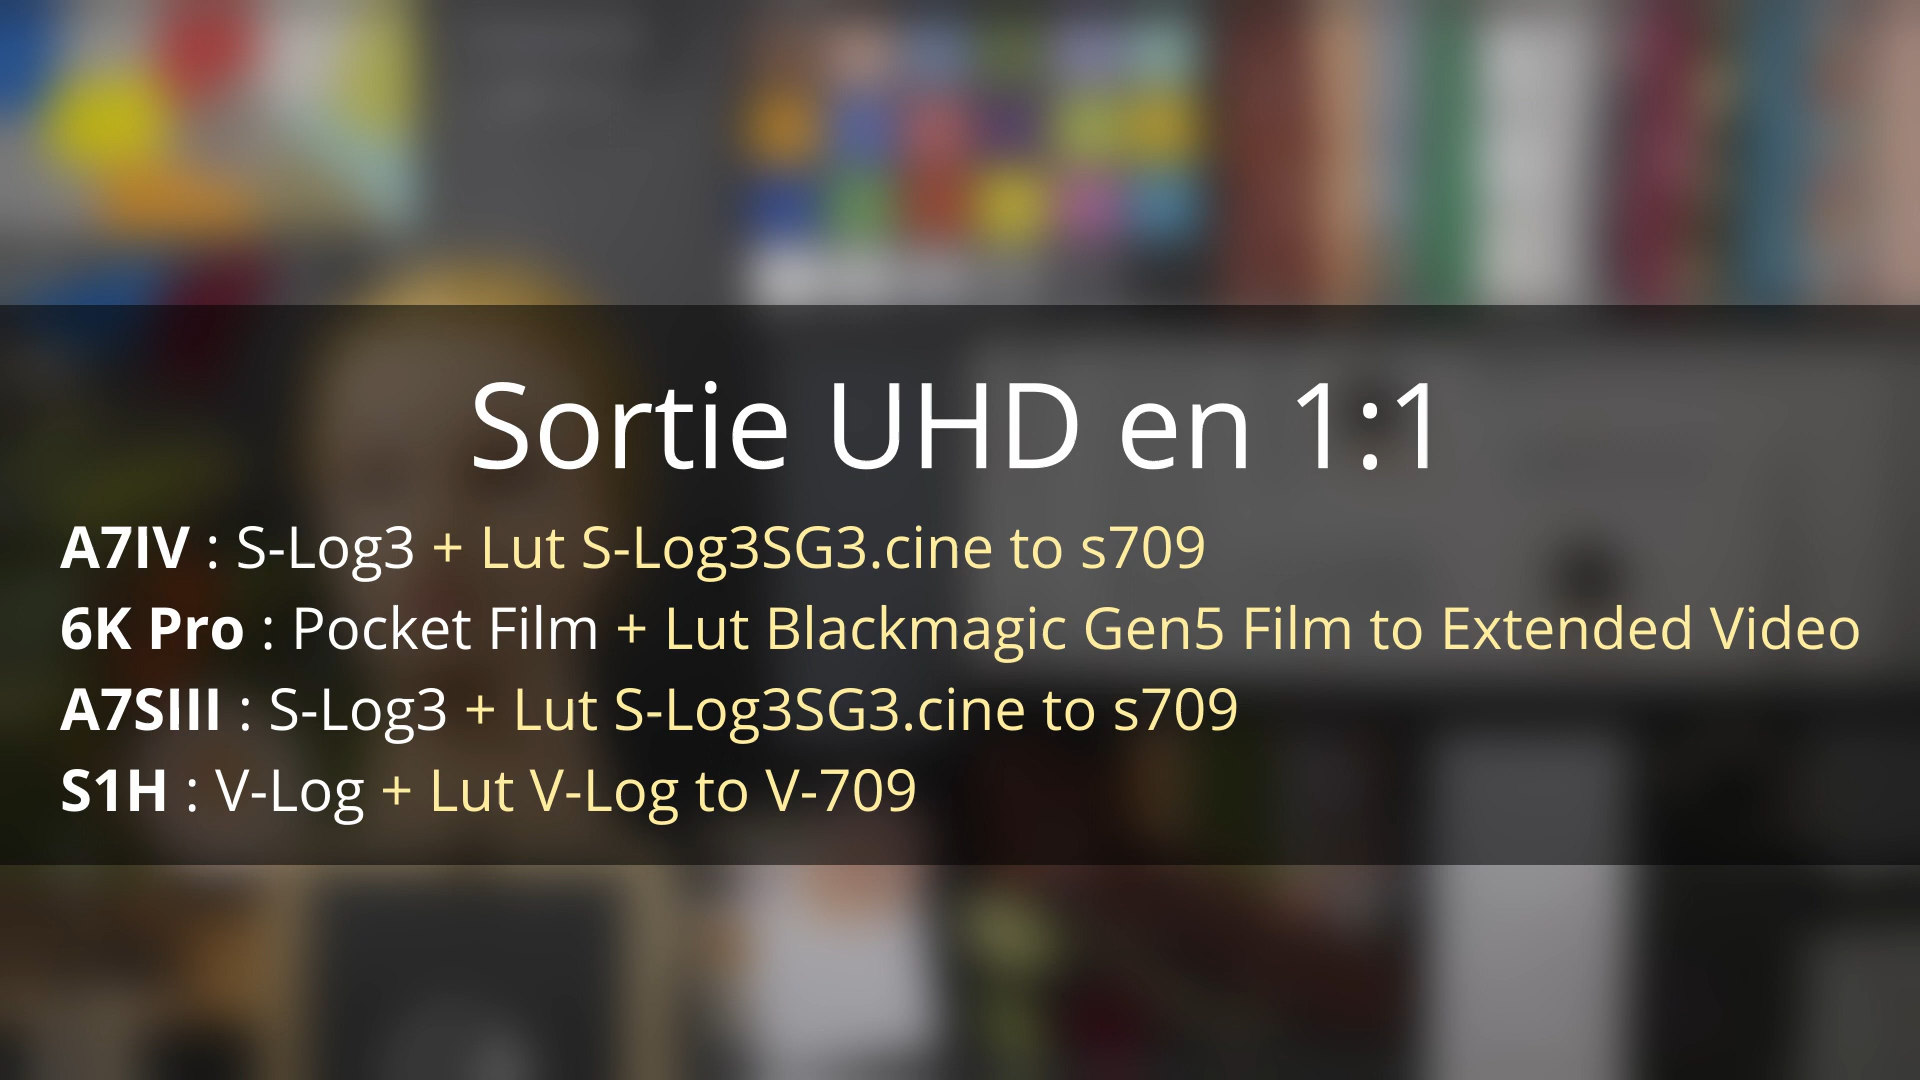 Sortie UHD en 1:1
A7IV : S-Log3 + Lut S-Log3SG3.cine to s709
6K Pro : Pocket Film + Lut Blackmagic Gen5 Film to Extended Video
A7SIII : S-Log3 + Lut S-Log3SG3.cine to s709
S1H : V-Log + Lut V-Log to V-709